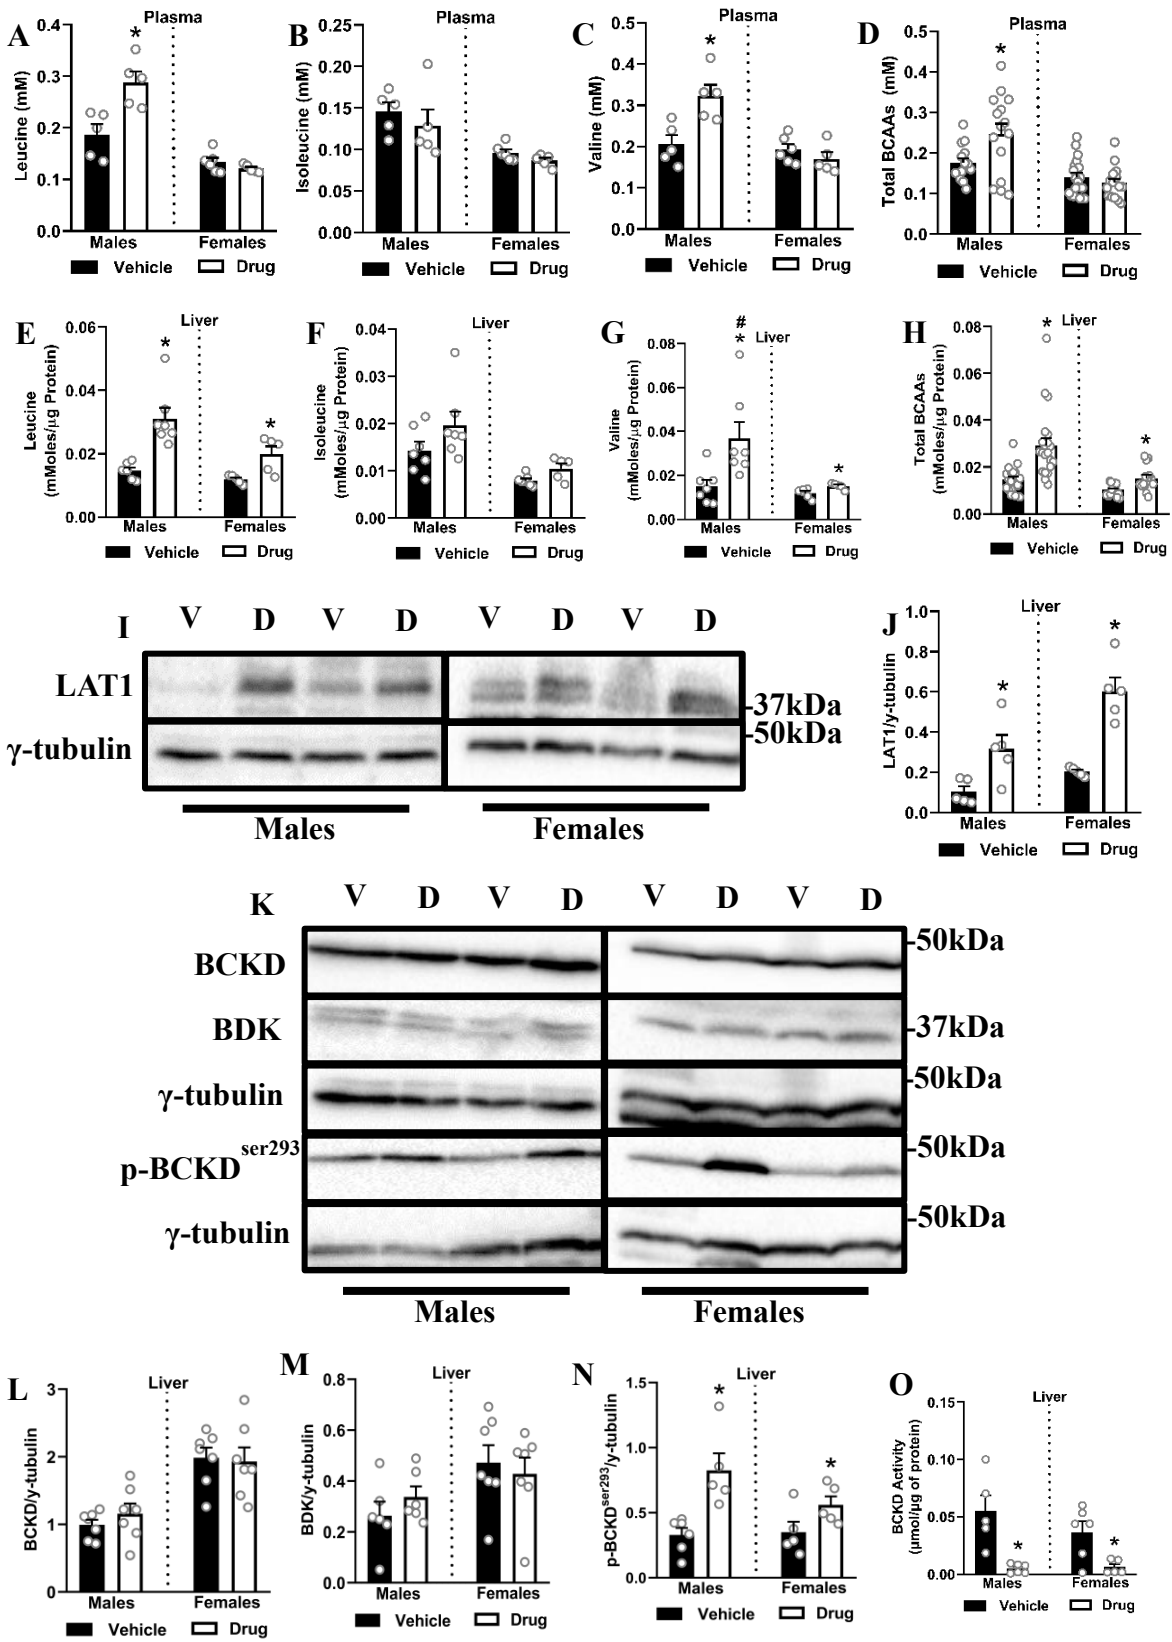 A
Plasma
Leucine (mM)
0.4
0.3
0.2
0.1
0.0
*
Males
Females
Vehicle
Drug
B
Plasma
Isoleucine (mM)
0.25
0.20
0.15
0.10
0.05
0.00
Males
Females
Vehicle
Drug
C
Plasma
Valine (mM)
0.5
0.4
0.3
0.2
0.1
0.0
*
Males
Females
Vehicle
Drug
D
Plasma
Total BCAAs (mM)
0.5
0.4
0.3
0.2
0.1
0.0
*
Males
Females
Vehicle
Drug
E
Liver
Leucine
(mMoles/μg Protein)
0.06
0.04
0.02
0.00
*
*
Males
Females
Vehicle
Drug
F
Liver
Isoleucine
(mMoles/μg Protein)
0.04
0.03
0.02
0.01
0.00
Males
Females
Vehicle
Drug
G
Liver
Valine
(mMoles/μg Protein)
0.08
0.06
0.04
0.02
0.00
#
*
*
Males
Females
Vehicle
Drug
H
Liver
Total BCAAs
(mMoles/μg Protein)
0.08
0.06
0.04
0.02
0.00
*
*
Males
Females
Vehicle
Drug
I
V D V D V D V D
LAT1
-37kDa
γ-tubulin
-50kDa
Males
Females
J
Liver
LAT1/y-tubulin
1.0
0.8
0.6
0.4
0.2
0.0
*
*
Males
Females
Vehicle
Drug
K
V D V D V D V D
BCKD
-50kDa
BDK
-37kDa
γ-tubulin
-50kDa
p-BCKDser293
-50kDa
γ-tubulin
-50kDa
Males
Females
L
Liver
BCKD/y-tubulin
3
2
1
0
Males
Females
Vehicle
Drug
M
Liver
BDK/y-tubulin
0.8
0.6
0.4
0.2
0.0
Males
Females
Vehicle
Drug
N
Liver
p-BCKDser293/y-tubulin
1.5
1.0
0.5
0.0
*
*
Males
Females
Vehicle
Drug
O
Liver
BCKD Activity
(μmol/μg of protein)
0.15
0.10
0.05
0.00
*
*
Males
Females
Vehicle
Drug